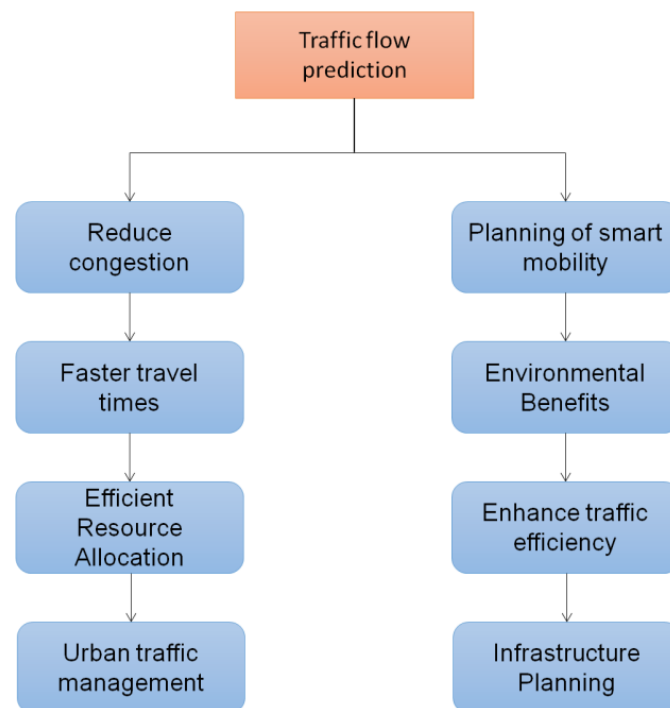 Traffic flow
prediction
Reduce
congestion
Faster travel
times
Efficient
Resource
Allocation
Urban traffic
management
Planning of smart
mobility
Environmental
Benefits
Enhance traffic
efficiency
Infrastructure
Planning